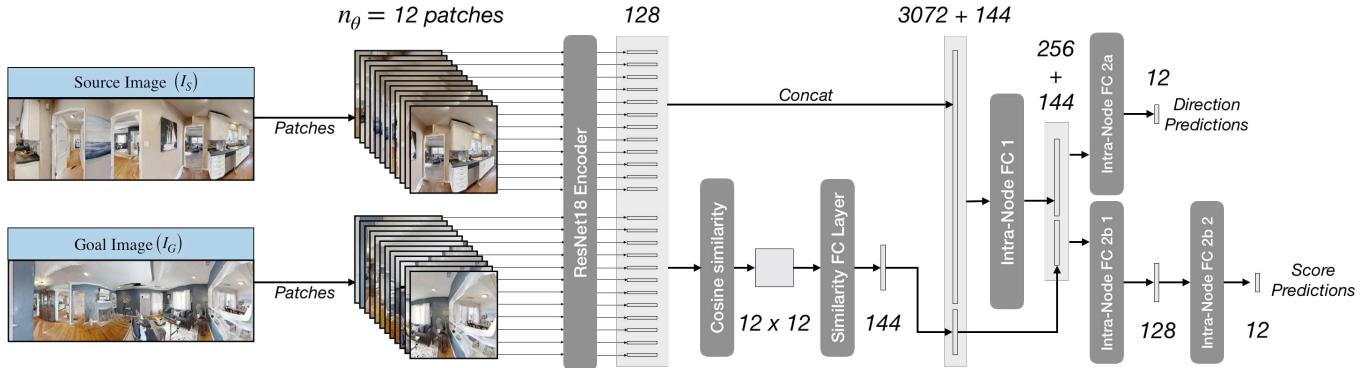 n_θ = 12 patches
128
3072 + 144
256
+
144
12
Source Image (I_S)
Patches
Goal Image (I_G)
Patches
ResNet18 Encoder
Concat
Cosine similarity
12 x 12
Similarity FC Layer
144
Intra-Node FC 1
Intra-Node FC 2a
Direction
Predictions
Intra-Node FC 2b 1
128
Intra-Node FC 2b 2
12
Score
Predictions